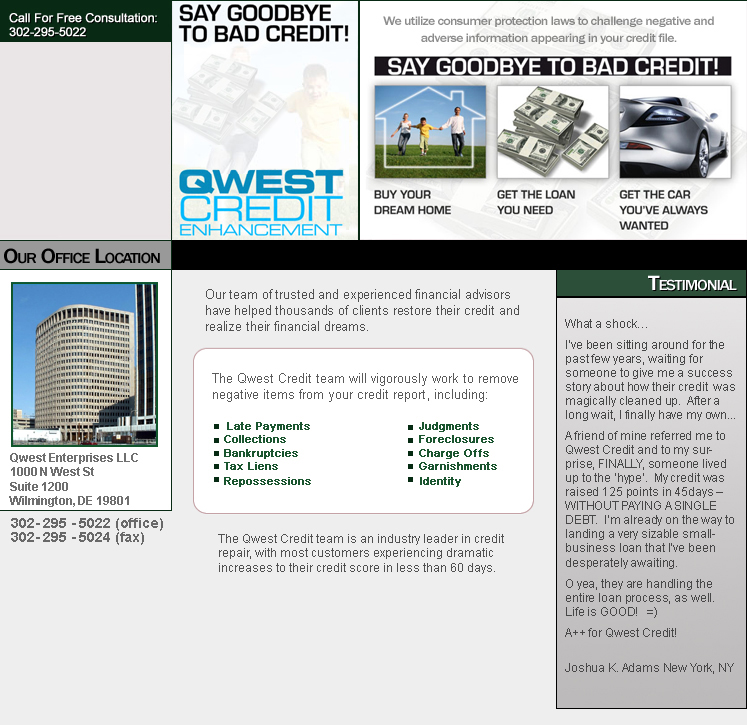 Call For Free Consultation:
302-295-5022
SAY GOODBYE
TO BAD CREDIT!
QWEST
CREDIT
ENHANCEMENT
We utilize consumer protection laws to challenge negative and
adverse information appearing in your credit file.
SAY GOODBYE TO BAD CREDIT!
BUY YOUR
DREAM HOME
GET THE LOAN
YOU NEED
GET THE CAR
YOU'VE ALWAYS
WANTED
OUR OFFICE LOCATION
Qwest Enterprises LLC
1000 N West St
Suite 1200
Wilmington, DE 19801
302-295 -5022 (office)
302-295 -5024 (fax)
Our team of trusted and experienced financial advisors
have helped thousands of clients restore their credit and
realize their financial dreams.
The Qwest Credit team will vigorously work to remove
negative items from your credit report, including:
Late Payments
Collections
Bankruptcies
Tax Liens
Repossessions
Judgments
Foreclosures
Charge Offs
Garnishments
Identity
The Qwest Credit team is an industry leader in credit
repair, with most customers experiencing dramatic
increases to their credit score in less than 60 days.
TESTIMONIAL
What a shock...
I've been sitting around for the
past few years, waiting for
someone to give me a success
story about how their credit was
magically cleaned up. After a
long wait, I finally have my own...
A friend of mine referred me to
Qwest Credit and to my sur-
prise, FINALLY, someone lived
up to the 'hype'. My credit was
raised 125 points in 45days –
WITHOUT PAYING A SINGLE
DEBT. I'm already on the way to
landing a very sizable small-
business loan that I've been
desperately awaiting.
O yea, they are handling the
entire loan process, as well.
Life is GOOD! =)
A++ for Qwest Credit!
Joshua K. Adams New York, NY